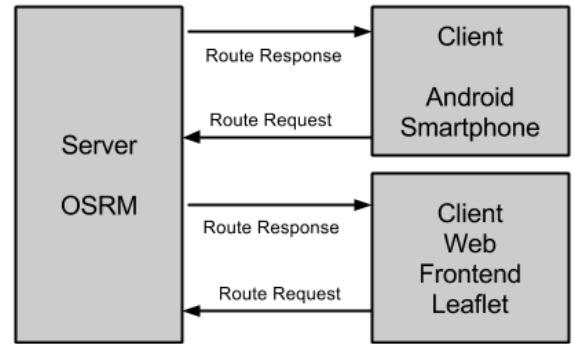 Server
OSRM
Route Response
Route Request
Route Response
Route Request
Client
Android
Smartphone
Client
Web
Frontend
Leaflet